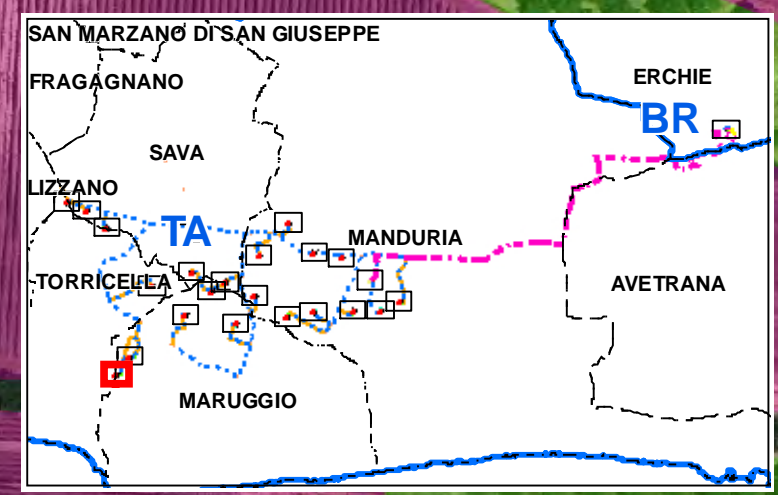 SAN MARZANO DI SAN GIUSEPPE
ERCHIE
FRAGAGNANO
BR
SAVA
LIZZANO
TA
MANDURIA
TORRICELLA
AVETRANA
MARUGGIO